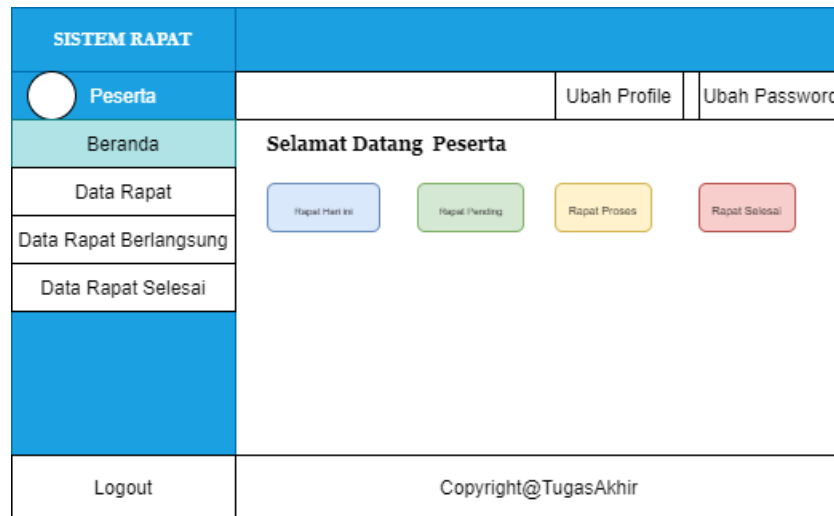 SISTEM RAPAT
Peserta
Ubah Profile
Ubah Password
Beranda
Selamat Datang Peserta
Data Rapat
Rapat Hari ini
Rapat Pending
Rapat Proses
Rapat Selesai
Data Rapat Berlangsung
Data Rapat Selesai
Logout
Copyright@TugasAkhir